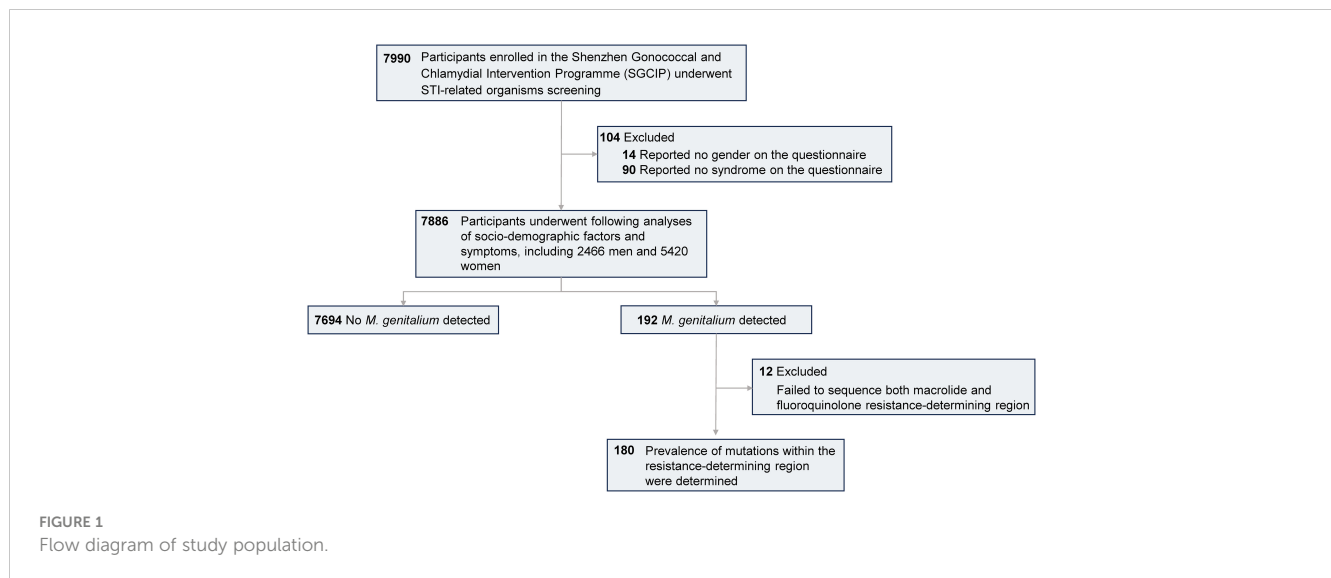 7990 Participants enrolled in the Shenzhen Gonococcal and
Chlamydial Intervention Programme (SGCIP) underwent
STI-related organisms screening
104 Excluded
14 Reported no gender on the questionnaire
90 Reported no syndrome on the questionnaire
7886 Participants underwent following analyses
of socio-demographic factors and
symptoms, including 2466 men and 5420
women
7694 No M. genitalium detected
192 M. genitalium detected
12 Excluded
Failed to sequence both macrolide and
fluoroquinolone resistance-determining region
180 Prevalence of mutations within the
resistance-determining region
were determined
FIGURE 1
Flow diagram of study population.